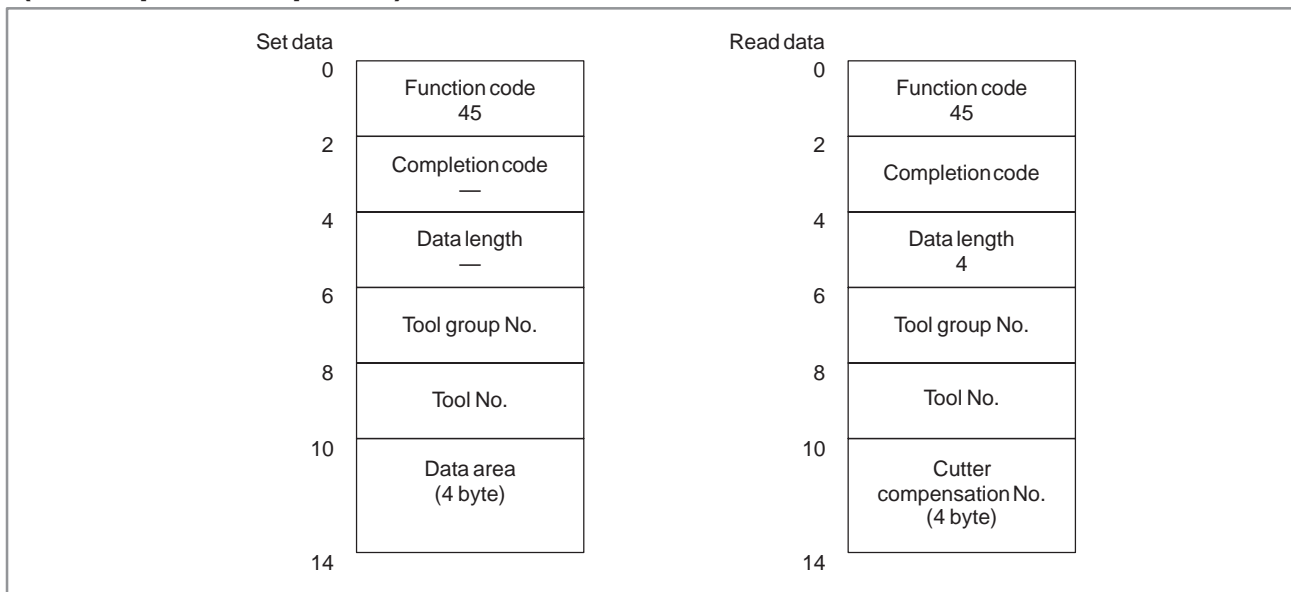 Set data
0
Function code
45
2
Completion code
—
4
Data length
—
6
Tool group No.
8
Tool No.
10
Data area
(4 byte)
14
Read data
0
Function code
45
2
Completion code
4
Data length
4
6
Tool group No.
8
Tool No.
10
Cutter
compensation No.
(4 byte)
14